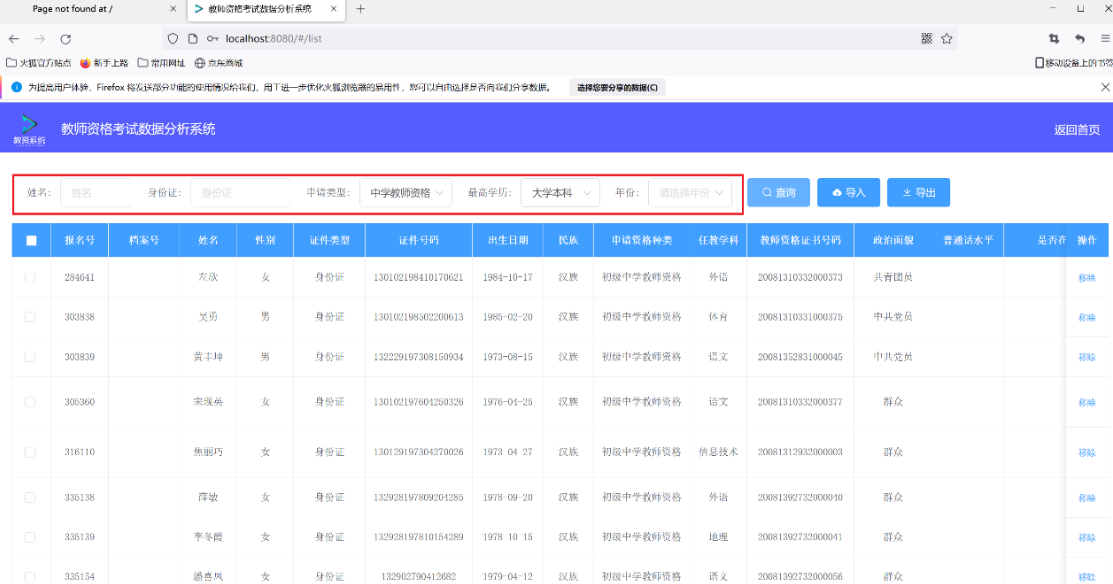 Page not found at /
教师资格考试数据分析系统
localhost:8080/#/list
火狐官方站点 新手上路 常用网址 京东商城 移动设备上的书签
为提高用户体验，Firefox 将发送部分功能的使用情况给我们，用于进一步优化火狐浏览器的易用性，您可以自由选择是否向我们分享数据。 选择您要分享的数据(C)
教资系统 教师资格考试数据分析系统 返回首页
姓名: 姓名 身份证: 身份证 申请类型: 中学教师资格 最高学历: 大学本科 年份: 请选择年份 查询 导入 导出
报名号 档案号 姓名 性别 证件类型 证件号码 出生日期 民族 申请资格种类 任教学科 教师资格证书号码 政治面貌 普通话水平 是否在 操作
284641 左欣 女 身份证 130102198410170621 1984-10-17 汉族 初级中学教师资格 外语 20081310332000373 共青团员 移除
303838 吴勇 男 身份证 130102198502200613 1985-02-20 汉族 初级中学教师资格 体育 20081310331000375 中共党员 移除
303839 黄丰坤 男 身份证 132229197308150934 1973-08-15 汉族 初级中学教师资格 语文 20081352831000045 中共党员 移除
305360 宋现英 女 身份证 130102197604250326 1976-04-25 汉族 初级中学教师资格 语文 20081310332000377 群众 移除
316110 焦丽巧 女 身份证 130129197304270026 1973 04 27 汉族 初级中学教师资格 信息技术 20081312932000003 群众 移除
335138 薛敏 女 身份证 132928197809204285 1978-09-20 汉族 初级中学教师资格 外语 20081392732000040 群众 移除
335139 李冬霞 女 身份证 132928197810154289 1978 10 15 汉族 初级中学教师资格 地理 20081392732000041 群众 移除
335154 潘喜凤 女 身份证 132902790412682 1979-04-12 汉族 初级中学教师资格 语文 20081392732000056 群众 移除